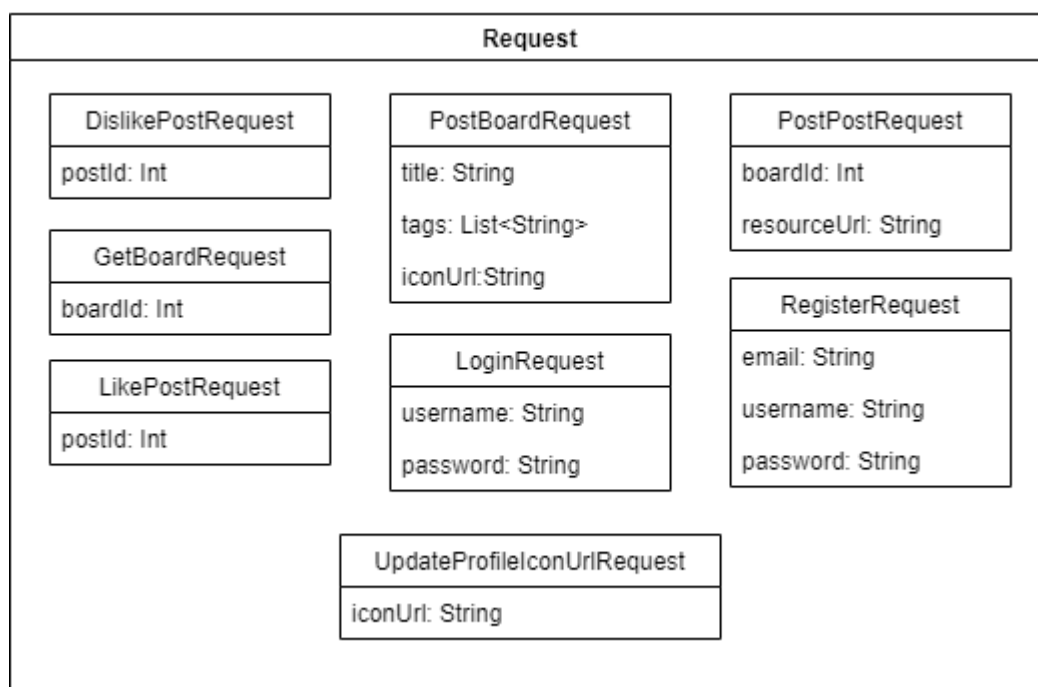 Request
DislikePostRequest
postId: Int
GetBoardRequest
boardId: Int
LikePostRequest
postId: Int
PostBoardRequest
title: String
tags: List<String>
iconUrl:String
LoginRequest
username: String
password: String
PostPostRequest
boardId: Int
resourceUrl: String
RegisterRequest
email: String
username: String
password: String
UpdateProfileIconUrlRequest
iconUrl: String